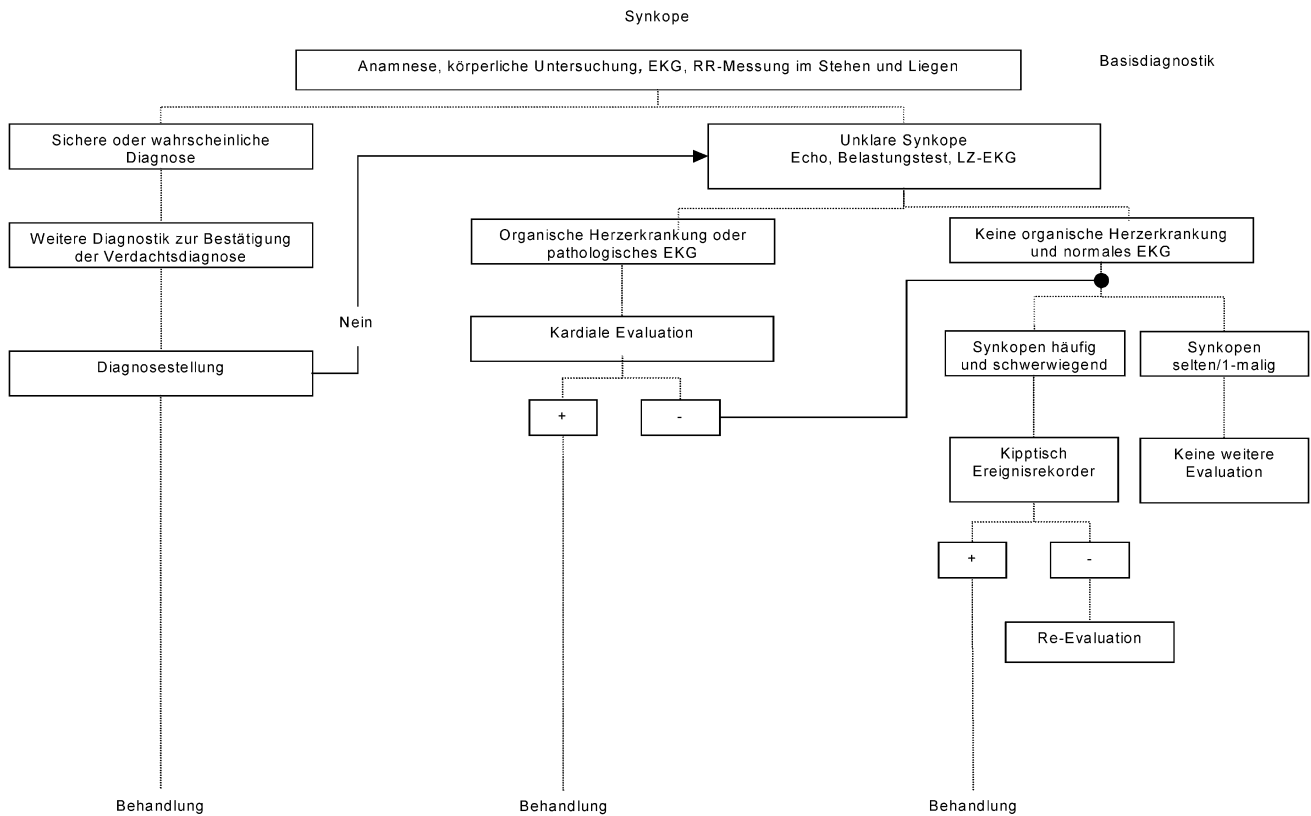 Synkope
Anamnese, körperliche Untersuchung, EKG, RR-Messung im Stehen und Liegen
Basisdiagnostik
Sichere oder wahrscheinliche
Diagnose
Unklare Synkope
Echo, Belastungstest, LZ-EKG
Weitere Diagnostik zur Bestätigung
der Verdachtsdiagnose
Organische Herzerkrankung oder
pathologisches EKG
Keine organische Herzerkrankung
und normales EKG
Nein
Kardiale Evaluation
Diagnosestellung
Synkopen häufig
und schwerwiegend
Synkopen
selten/1-malig
+
-
Kipptisch
Ereignisrekorder
Keine weitere
Evaluation
+
-
Re-Evaluation
Behandlung
Behandlung
Behandlung